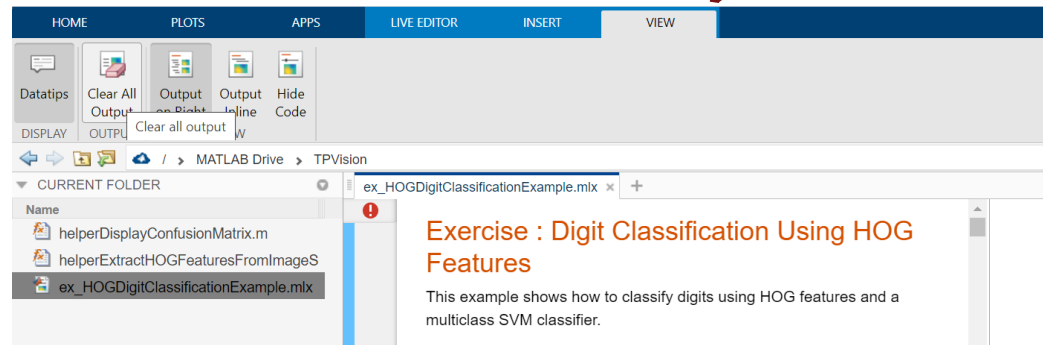 HOME PLOTS APPS LIVE EDITOR INSERT VIEW
Datatips Clear All Output Output on Right Output Inline Hide Code
Clear all output
DISPLAY OUTPU W
/ > MATLAB Drive > TPVision
CURRENT FOLDER
ex_HOGDigitClassificationExample.mlx × +
Name
helperDisplayConfusionMatrix.m
helperExtractHOGFeaturesFromImageS
ex_HOGDigitClassificationExample.mlx
Exercise : Digit Classification Using HOG
Features
This example shows how to classify digits using HOG features and a
multiclass SVM classifier.